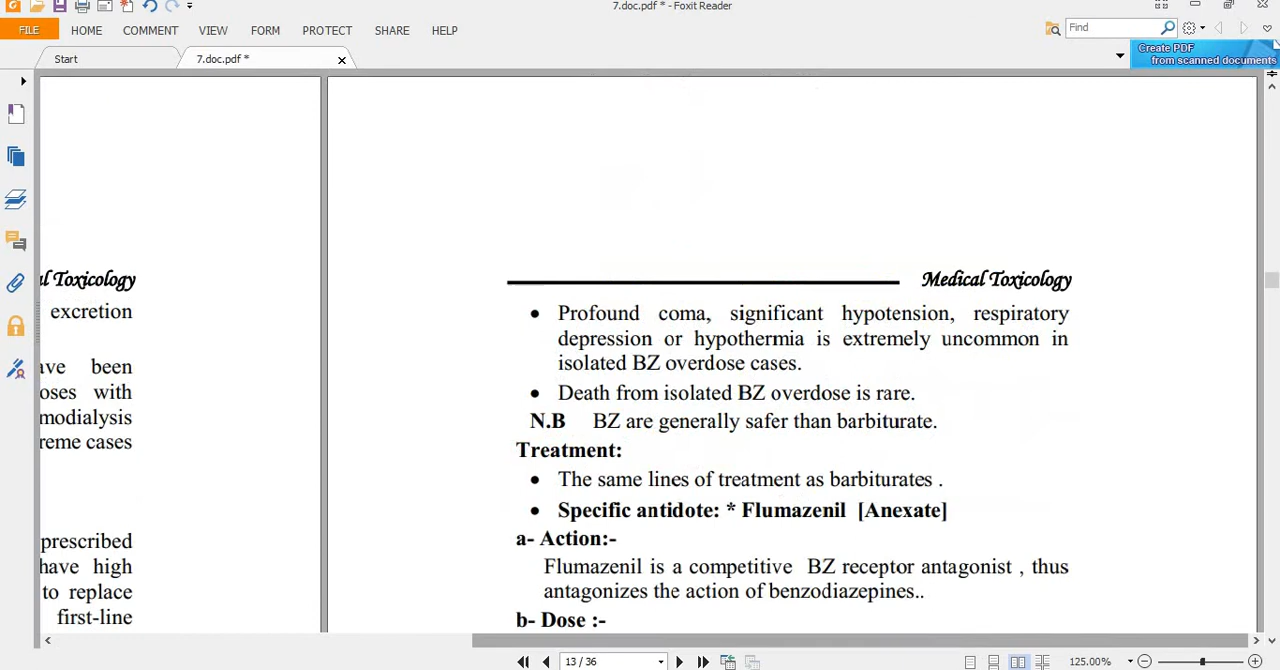 7.doc.pdf * - Foxit Reader
FILE HOME COMMENT VIEW FORM PROTECT SHARE HELP
Find
Start 7.doc.pdf *
Create PDF
from scanned documents
l Toxicology
excretion
ave been
oses with
modialysis
reme cases
prescribed
have high
to replace
first-line
Medical Toxicology
• Profound coma, significant hypotension, respiratory
depression or hypothermia is extremely uncommon in
isolated BZ overdose cases.
• Death from isolated BZ overdose is rare.
N.B BZ are generally safer than barbiturate.
Treatment:
• The same lines of treatment as barbiturates .
• Specific antidote: * Flumazenil [Anexate]
a- Action:-
Flumazenil is a competitive BZ receptor antagonist , thus
antagonizes the action of benzodiazepines..
b- Dose :-
13 / 36
125.00%